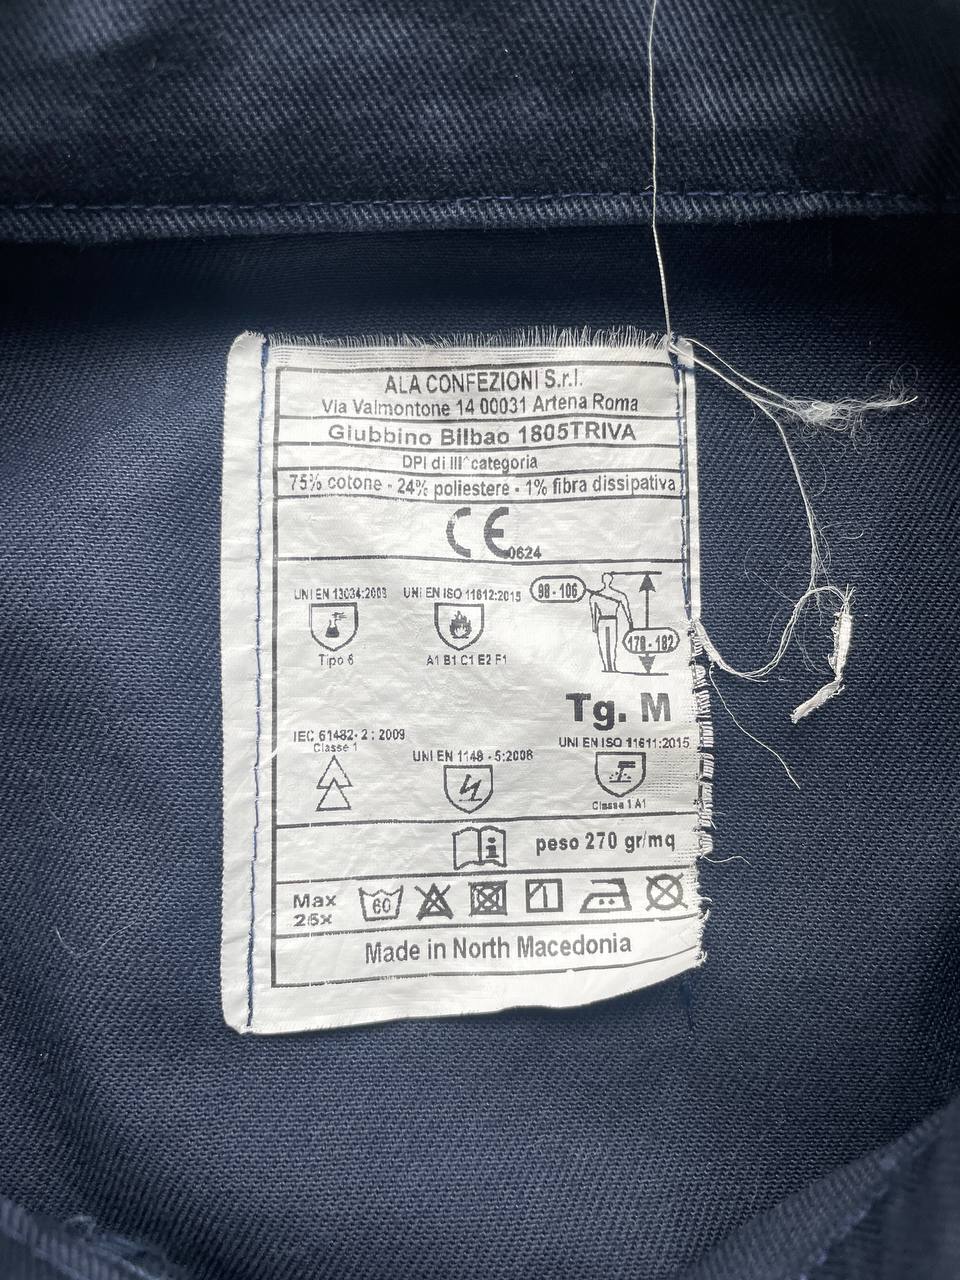 ALA CONFEZIONI S.r.l.
Via Valmontone 14 00031 Artena Roma
Giubbino Bilbao 1805TRIVA
DPI di III^categoria
75% cotone - 24% poliestere - 1% fibra dissipativa
CE 0624
UNI EN 13034:2003
Tipo 6
UNI EN ISO 11612:2015
A1 B1 C1 E2 F1
98 - 106
178 - 182
Tg. M
IEC 61482- 2 : 2009
Classe 1
UNI EN 1149 - 5:2008
UNI EN ISO 11611:2015
Classe 1 A1
i peso 270 gr/mq
Max
25x
60
Made in North Macedonia